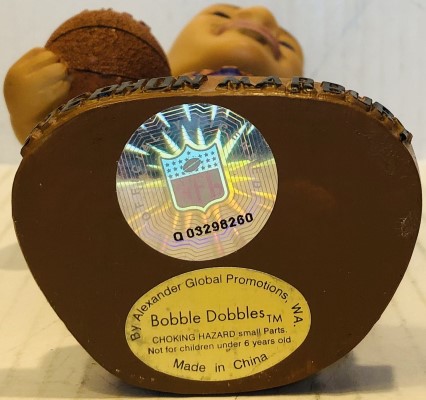 NFL
Q 03298260
By Alexander Global Promotions, WA.
Bobble Dobbles TM
CHOKING HAZARD small Parts.
Not for children under 6 years old
Made in China